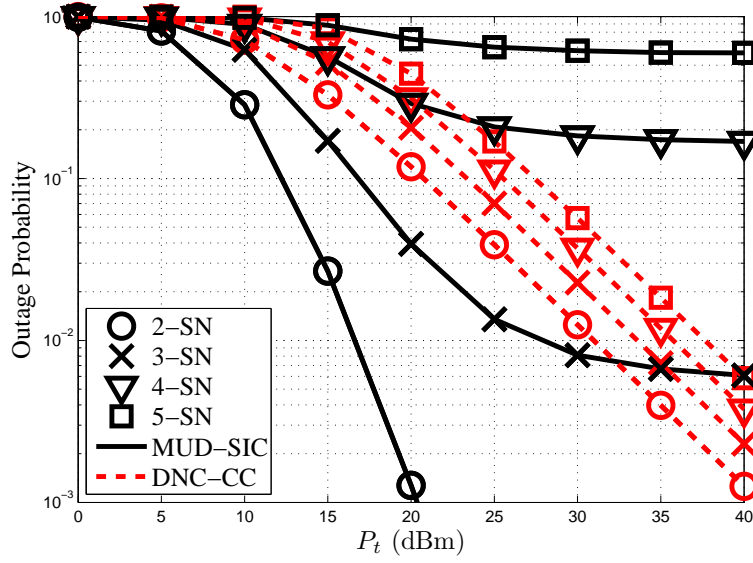 10^0
10^-1
10^-2
10^-3
Outage Probability
2−SN
3−SN
4−SN
5−SN
MUD−SIC
DNC−CC
0 5 10 15 20 25 30 35 40
P_t (dBm)